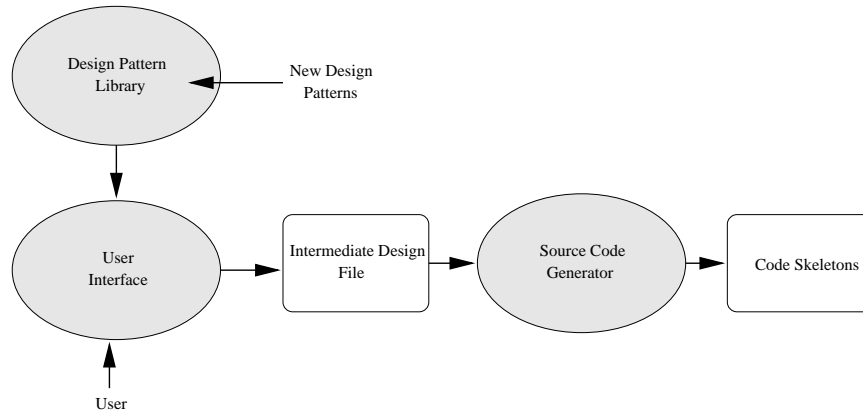 Design Pattern
Library
New Design
Patterns
User
Interface
Intermediate Design
File
Source Code
Generator
Code Skeletons
User